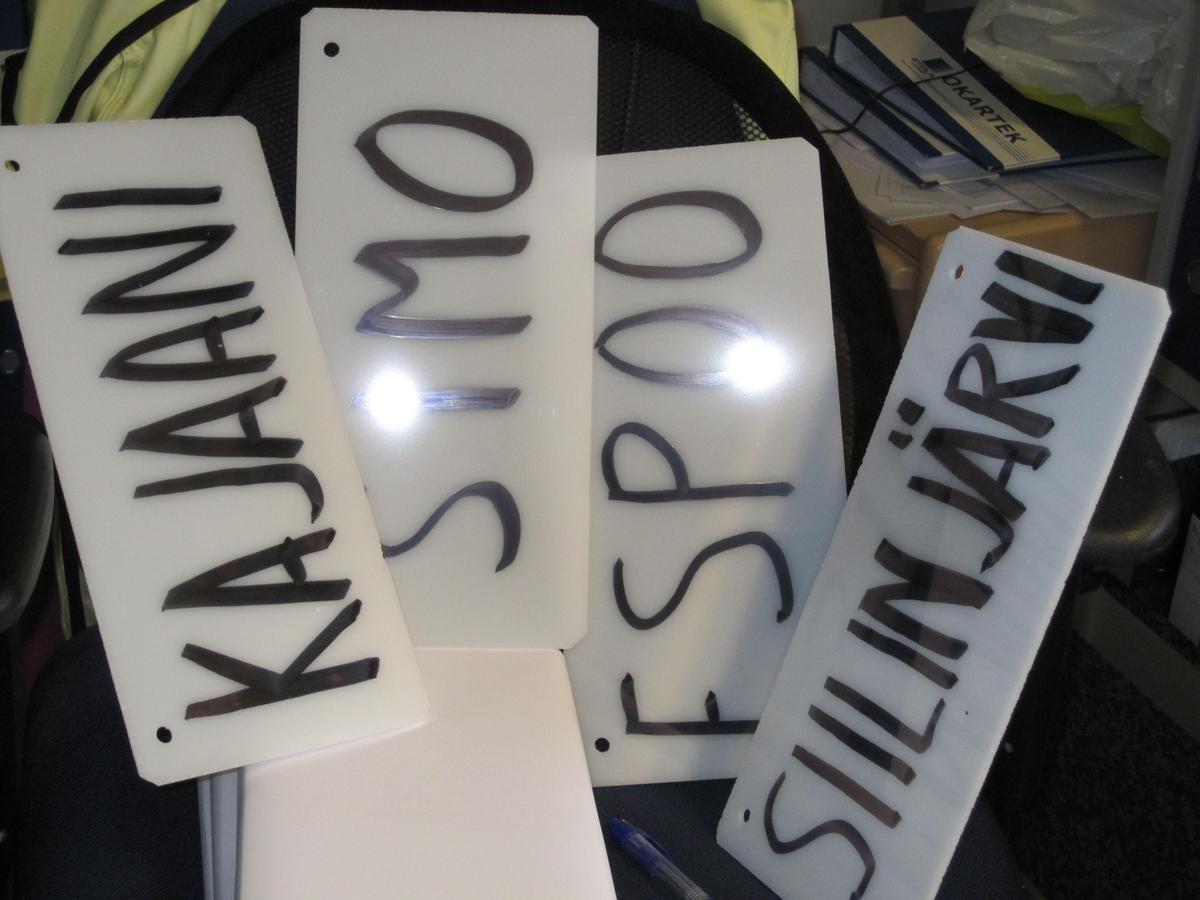 KAJAANI
SIMO
ESPOO
SIILINJÄRVI
OKARTEK